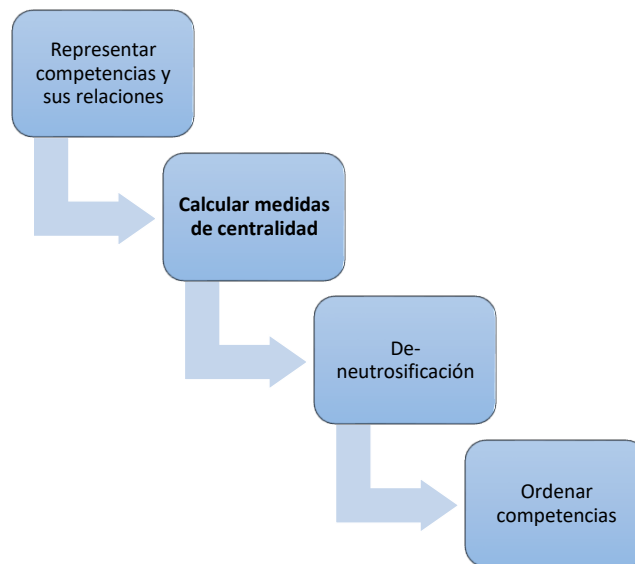 Representar
competencias y
sus relaciones
Calcular medidas
de centralidad
De-
neutrosificación
Ordenar
competencias